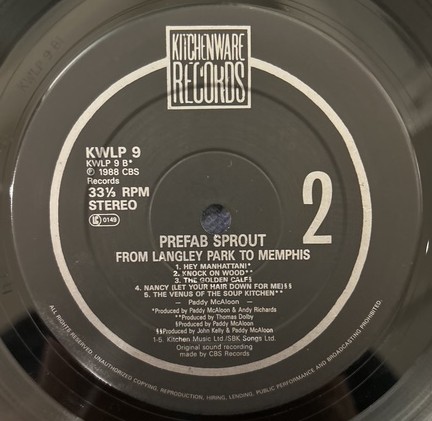 KITCHENWARE
RECORDS
KWLP 9
KWLP 9 B*
℗ 1988 CBS
Records
33⅓ RPM
STEREO
LC 0149
2
PREFAB SPROUT
FROM LANGLEY PARK TO MEMPHIS
1. HEY MANHATTAN!*
2. KNOCK ON WOOD**
3. THE GOLDEN CALF§
4. NANCY (LET YOUR HAIR DOWN FOR ME)§§
5. THE VENUS OF THE SOUP KITCHEN**
— Paddy McAloon —
*Produced by Paddy McAloon & Andy Richards
**Produced by Thomas Dolby
§Produced by Paddy McAloon
§§Produced by John Kelly & Paddy McAloon
1-5. Kitchen Music Ltd./SBK Songs Ltd.
Original sound recording
made by CBS Records
ALL RIGHTS RESERVED. UNAUTHORIZED COPYING, REPRODUCTION, HIRING, LENDING, PUBLIC PERFORMANCE AND BROADCASTING PROHIBITED.